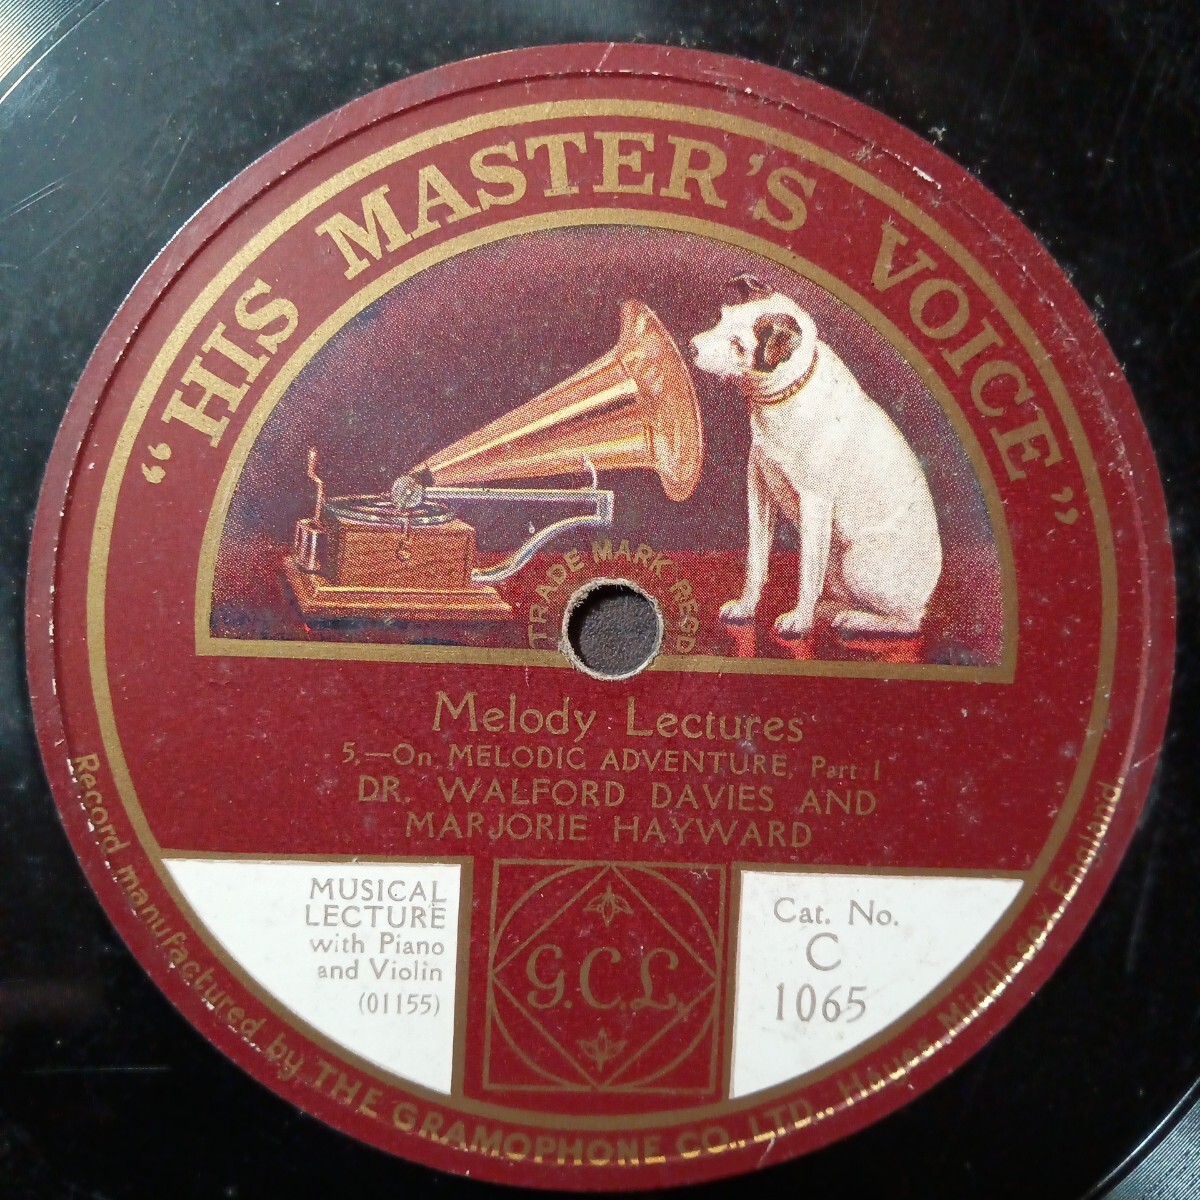 "HIS MASTER'S VOICE"
TRADE MARK RESD
Melody Lectures
5.—On MELODIC ADVENTURE, Part 1
DR. WALFORD DAVIES AND
MARJORIE HAYWARD
MUSICAL
LECTURE
with Piano
and Violin
(01155)
G.C.L.
Cat. No.
C
1065
Record manufactured by THE GRAMOPHONE CO., LTD., Hayes, Middlesex, England.